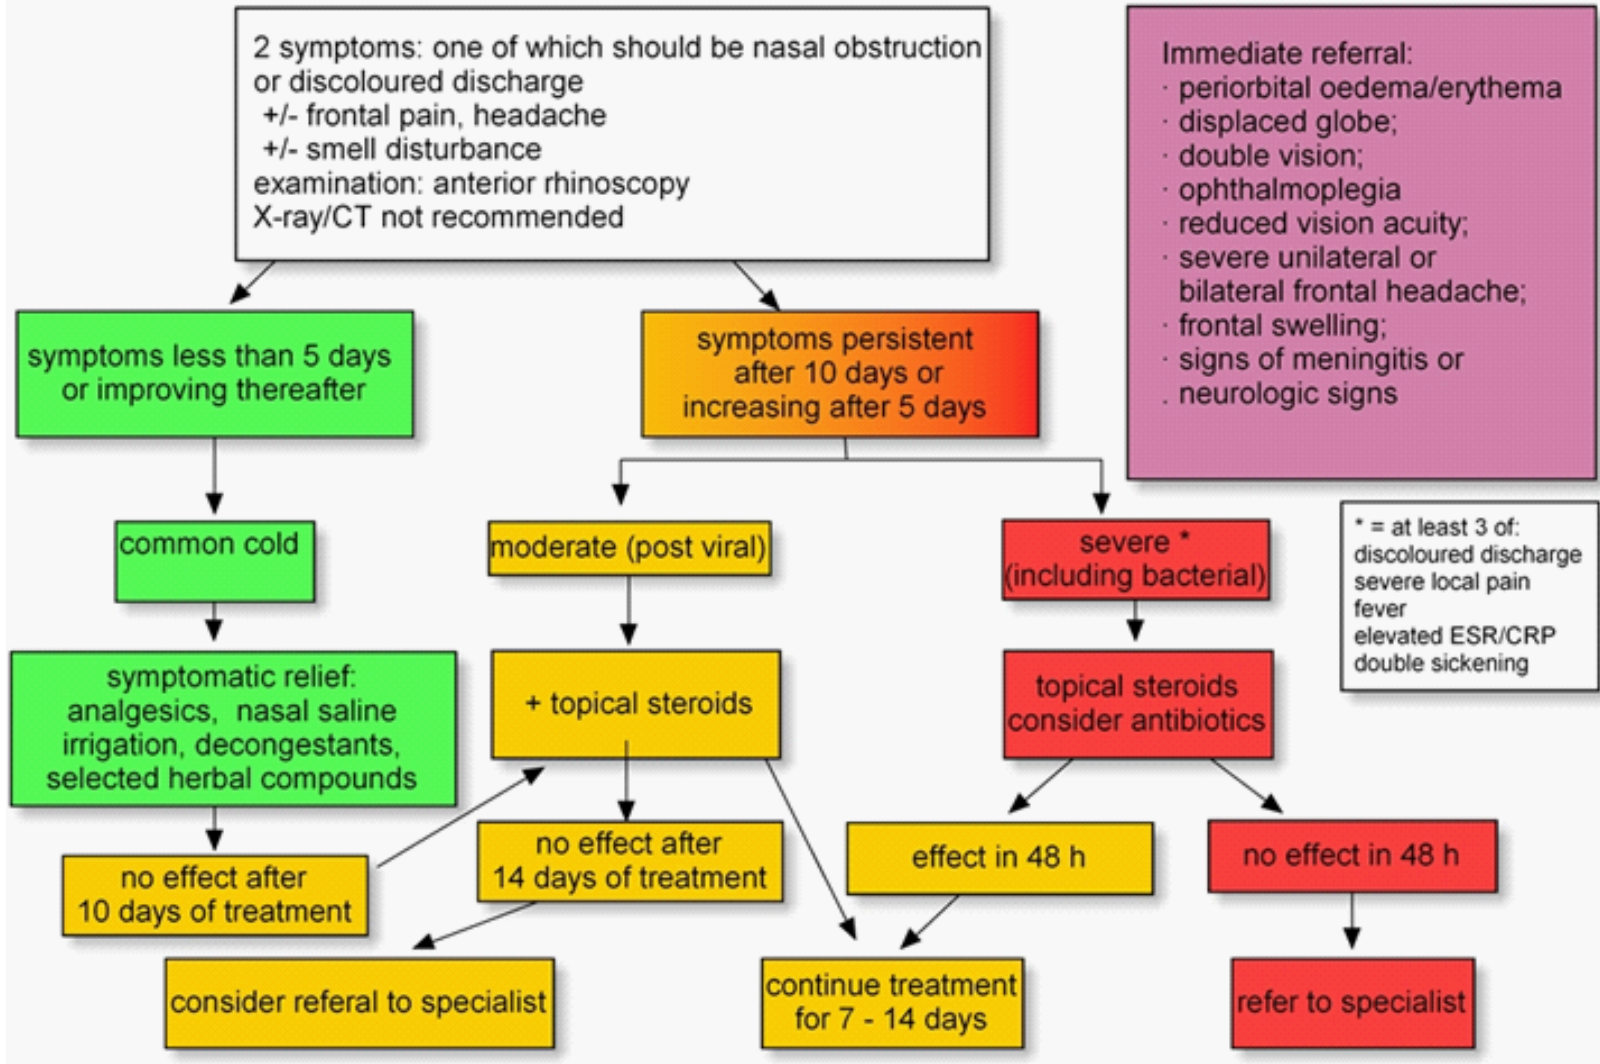 2 symptoms: one of which should be nasal obstruction
or discoloured discharge
+/- frontal pain, headache
+/- smell disturbance
examination: anterior rhinoscopy
X-ray/CT not recommended
Immediate referral:
· periorbital oedema/erythema
· displaced globe;
· double vision;
· ophthalmoplegia
· reduced vision acuity;
· severe unilateral or
bilateral frontal headache;
· frontal swelling;
· signs of meningitis or
. neurologic signs
symptoms less than 5 days
or improving thereafter
symptoms persistent
after 10 days or
increasing after 5 days
common cold
moderate (post viral)
severe *
(including bacterial)
* = at least 3 of:
discoloured discharge
severe local pain
fever
elevated ESR/CRP
double sickening
symptomatic relief:
analgesics, nasal saline
irrigation, decongestants,
selected herbal compounds
+ topical steroids
topical steroids
consider antibiotics
no effect after
10 days of treatment
no effect after
14 days of treatment
effect in 48 h
no effect in 48 h
consider referal to specialist
continue treatment
for 7 - 14 days
refer to specialist